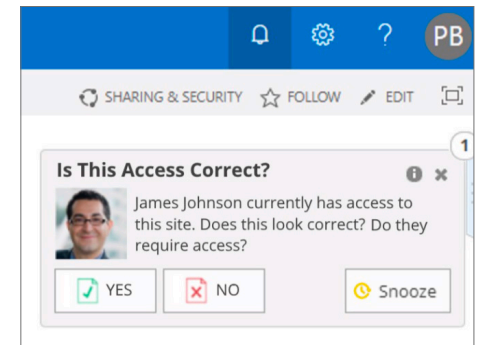 PB
SHARING & SECURITY FOLLOW EDIT
1
Is This Access Correct?
James Johnson currently has access to
this site. Does this look correct? Do they
require access?
YES NO Snooze